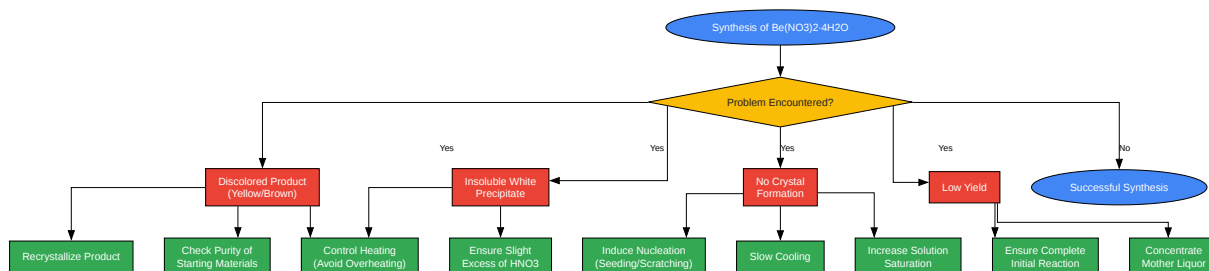 Synthesis of Be(NO3)2·4H2O
Problem Encountered?
Yes
Yes
Yes
Yes
No
Discolored Product
(Yellow/Brown)
Insoluble White
Precipitate
No Crystal
Formation
Low Yield
Successful Synthesis
Recrystallize Product
Check Purity of
Starting Materials
Control Heating
(Avoid Overheating)
Ensure Slight
Excess of HNO3
Induce Nucleation
(Seeding/Scratching)
Slow Cooling
Increase Solution
Saturation
Ensure Complete
Initial Reaction
Concentrate
Mother Liquor